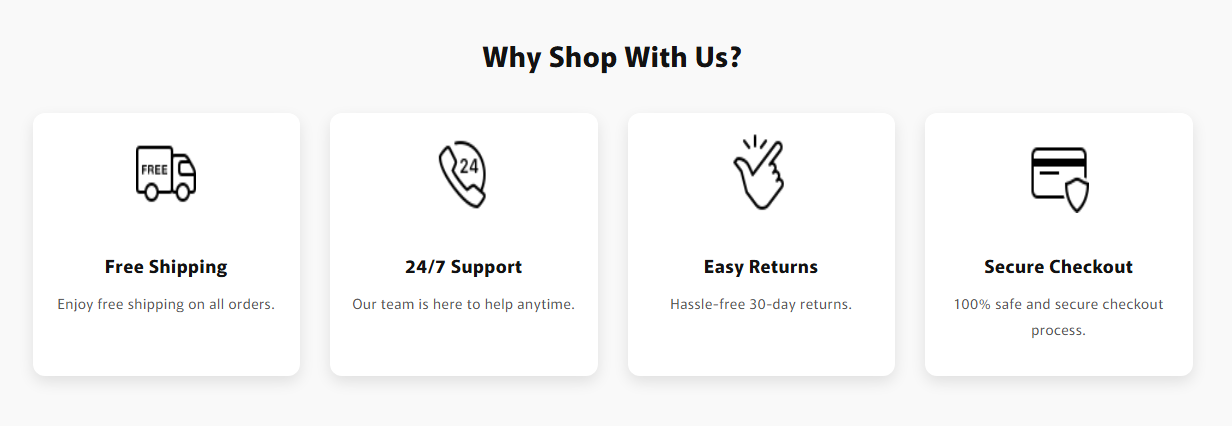 Why Shop With Us?
FREE
24
Free Shipping
24/7 Support
Easy Returns
Secure Checkout
Enjoy free shipping on all orders.
Our team is here to help anytime.
Hassle-free 30-day returns.
100% safe and secure checkout
process.